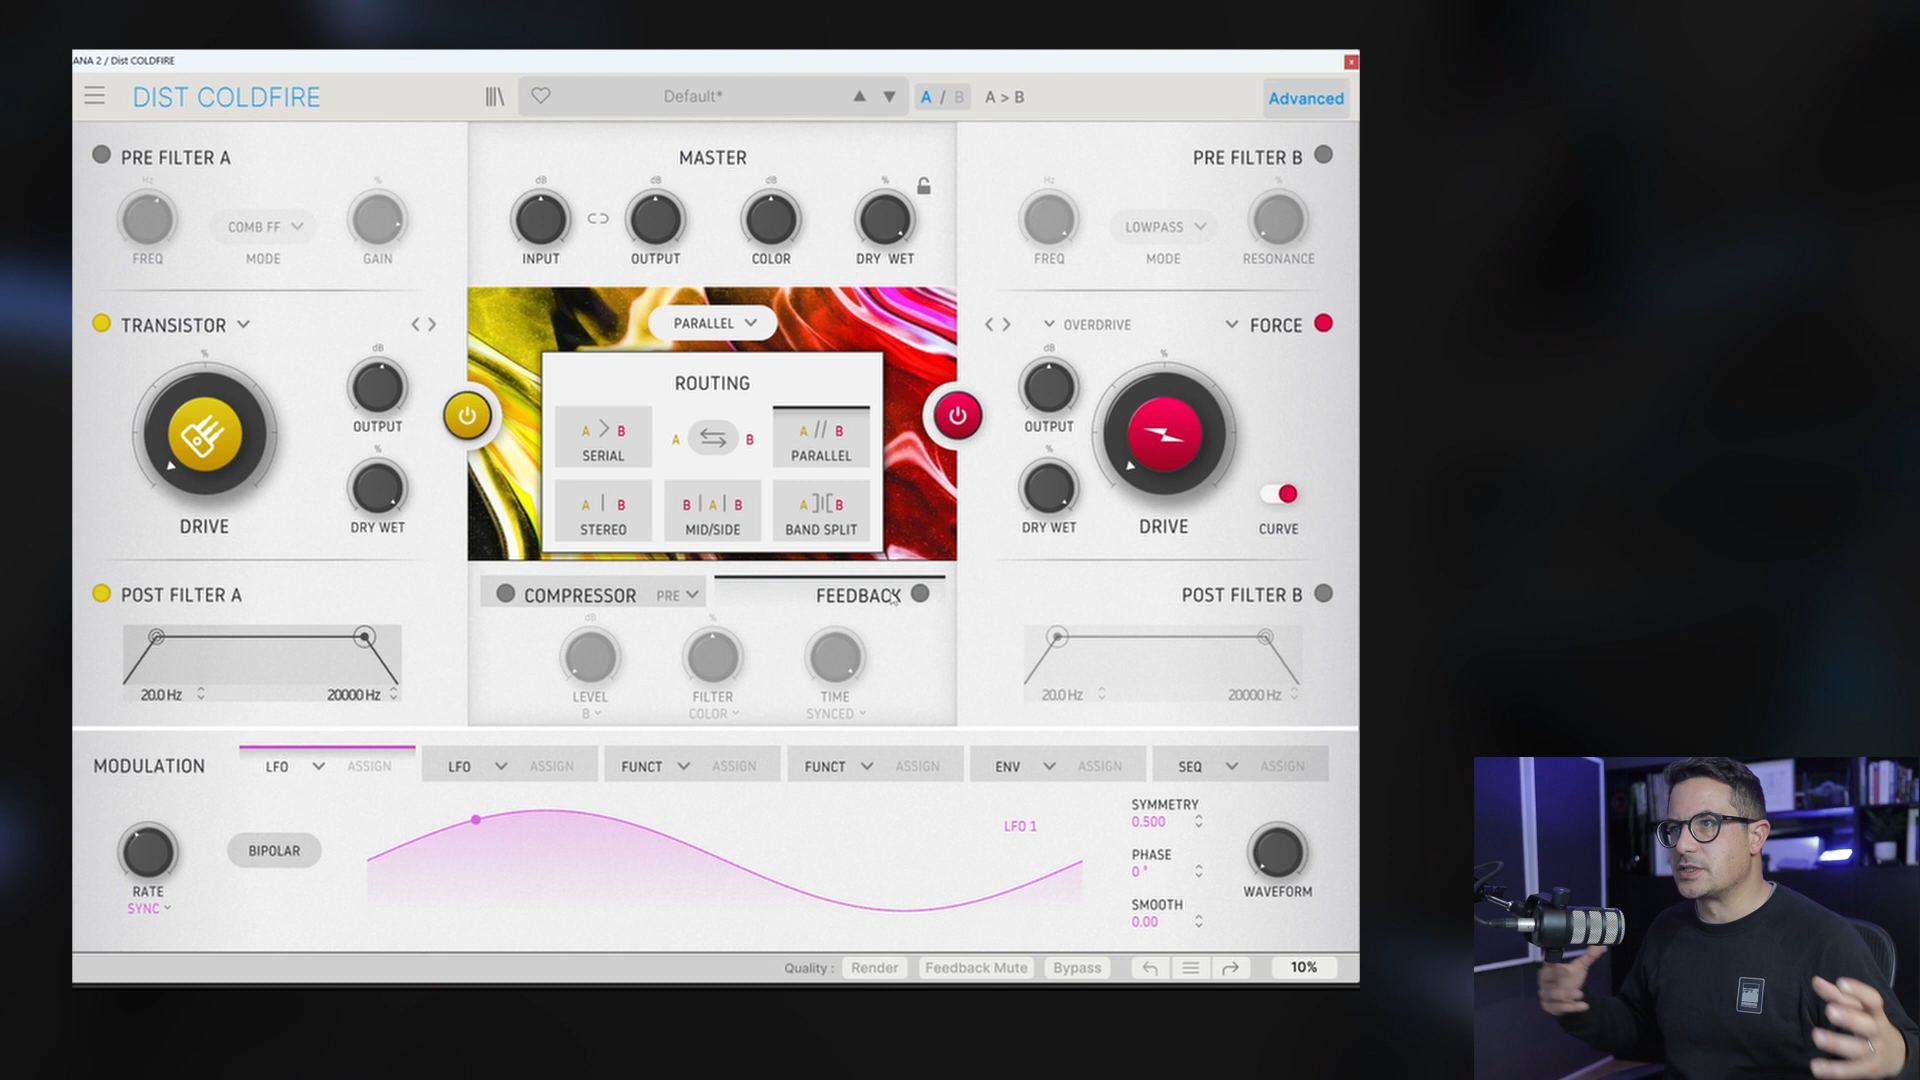 ANA 2 / Dist COLDFIRE
x
DIST COLDFIRE
Default*
A / B
A > B
Advanced
PRE FILTER A
Hz
%
COMB FF
FREQ
MODE
GAIN
MASTER
dB
dB
dB
%
INPUT
OUTPUT
COLOR
DRY WET
PRE FILTER B
Hz
%
LOWPASS
FREQ
MODE
RESONANCE
TRANSISTOR
%
dB
OUTPUT
%
DRIVE
DRY WET
PARALLEL
ROUTING
A > B
SERIAL
A
B
A // B
PARALLEL
A | B
STEREO
B | A | B
MID/SIDE
A ][ B
BAND SPLIT
OVERDRIVE
FORCE
dB
%
OUTPUT
%
DRY WET
DRIVE
CURVE
POST FILTER A
20.0 Hz
20000 Hz
COMPRESSOR
PRE
FEEDBACK
dB
%
LEVEL
FILTER
TIME
B
COLOR
SYNCED
POST FILTER B
20.0 Hz
20000 Hz
MODULATION
LFO
ASSIGN
LFO
ASSIGN
FUNCT
ASSIGN
FUNCT
ASSIGN
ENV
ASSIGN
SEQ
ASSIGN
RATE
SYNC
BIPOLAR
LFO 1
SYMMETRY
0.500
PHASE
0 °
SMOOTH
0.00
WAVEFORM
Quality :
Render
Feedback Mute
Bypass
10%